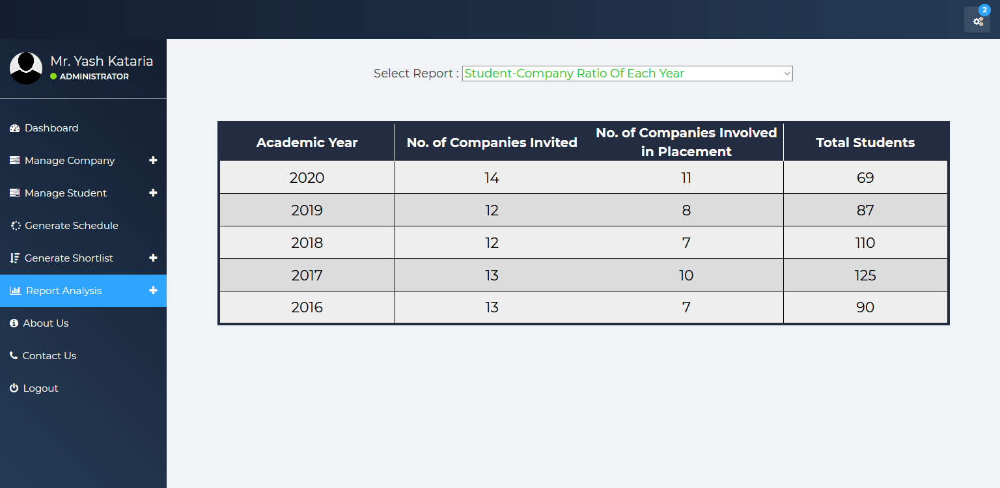 2
Mr. Yash Kataria
ADMINISTRATOR
Dashboard
Manage Company
Manage Student
Generate Schedule
Generate Shortlist
Report Analysis
About Us
Contact Us
Logout
Select Report : Student-Company Ratio Of Each Year
Academic Year No. of Companies Invited No. of Companies Involved in Placement Total Students
2020 14 11 69
2019 12 8 87
2018 12 7 110
2017 13 10 125
2016 13 7 90